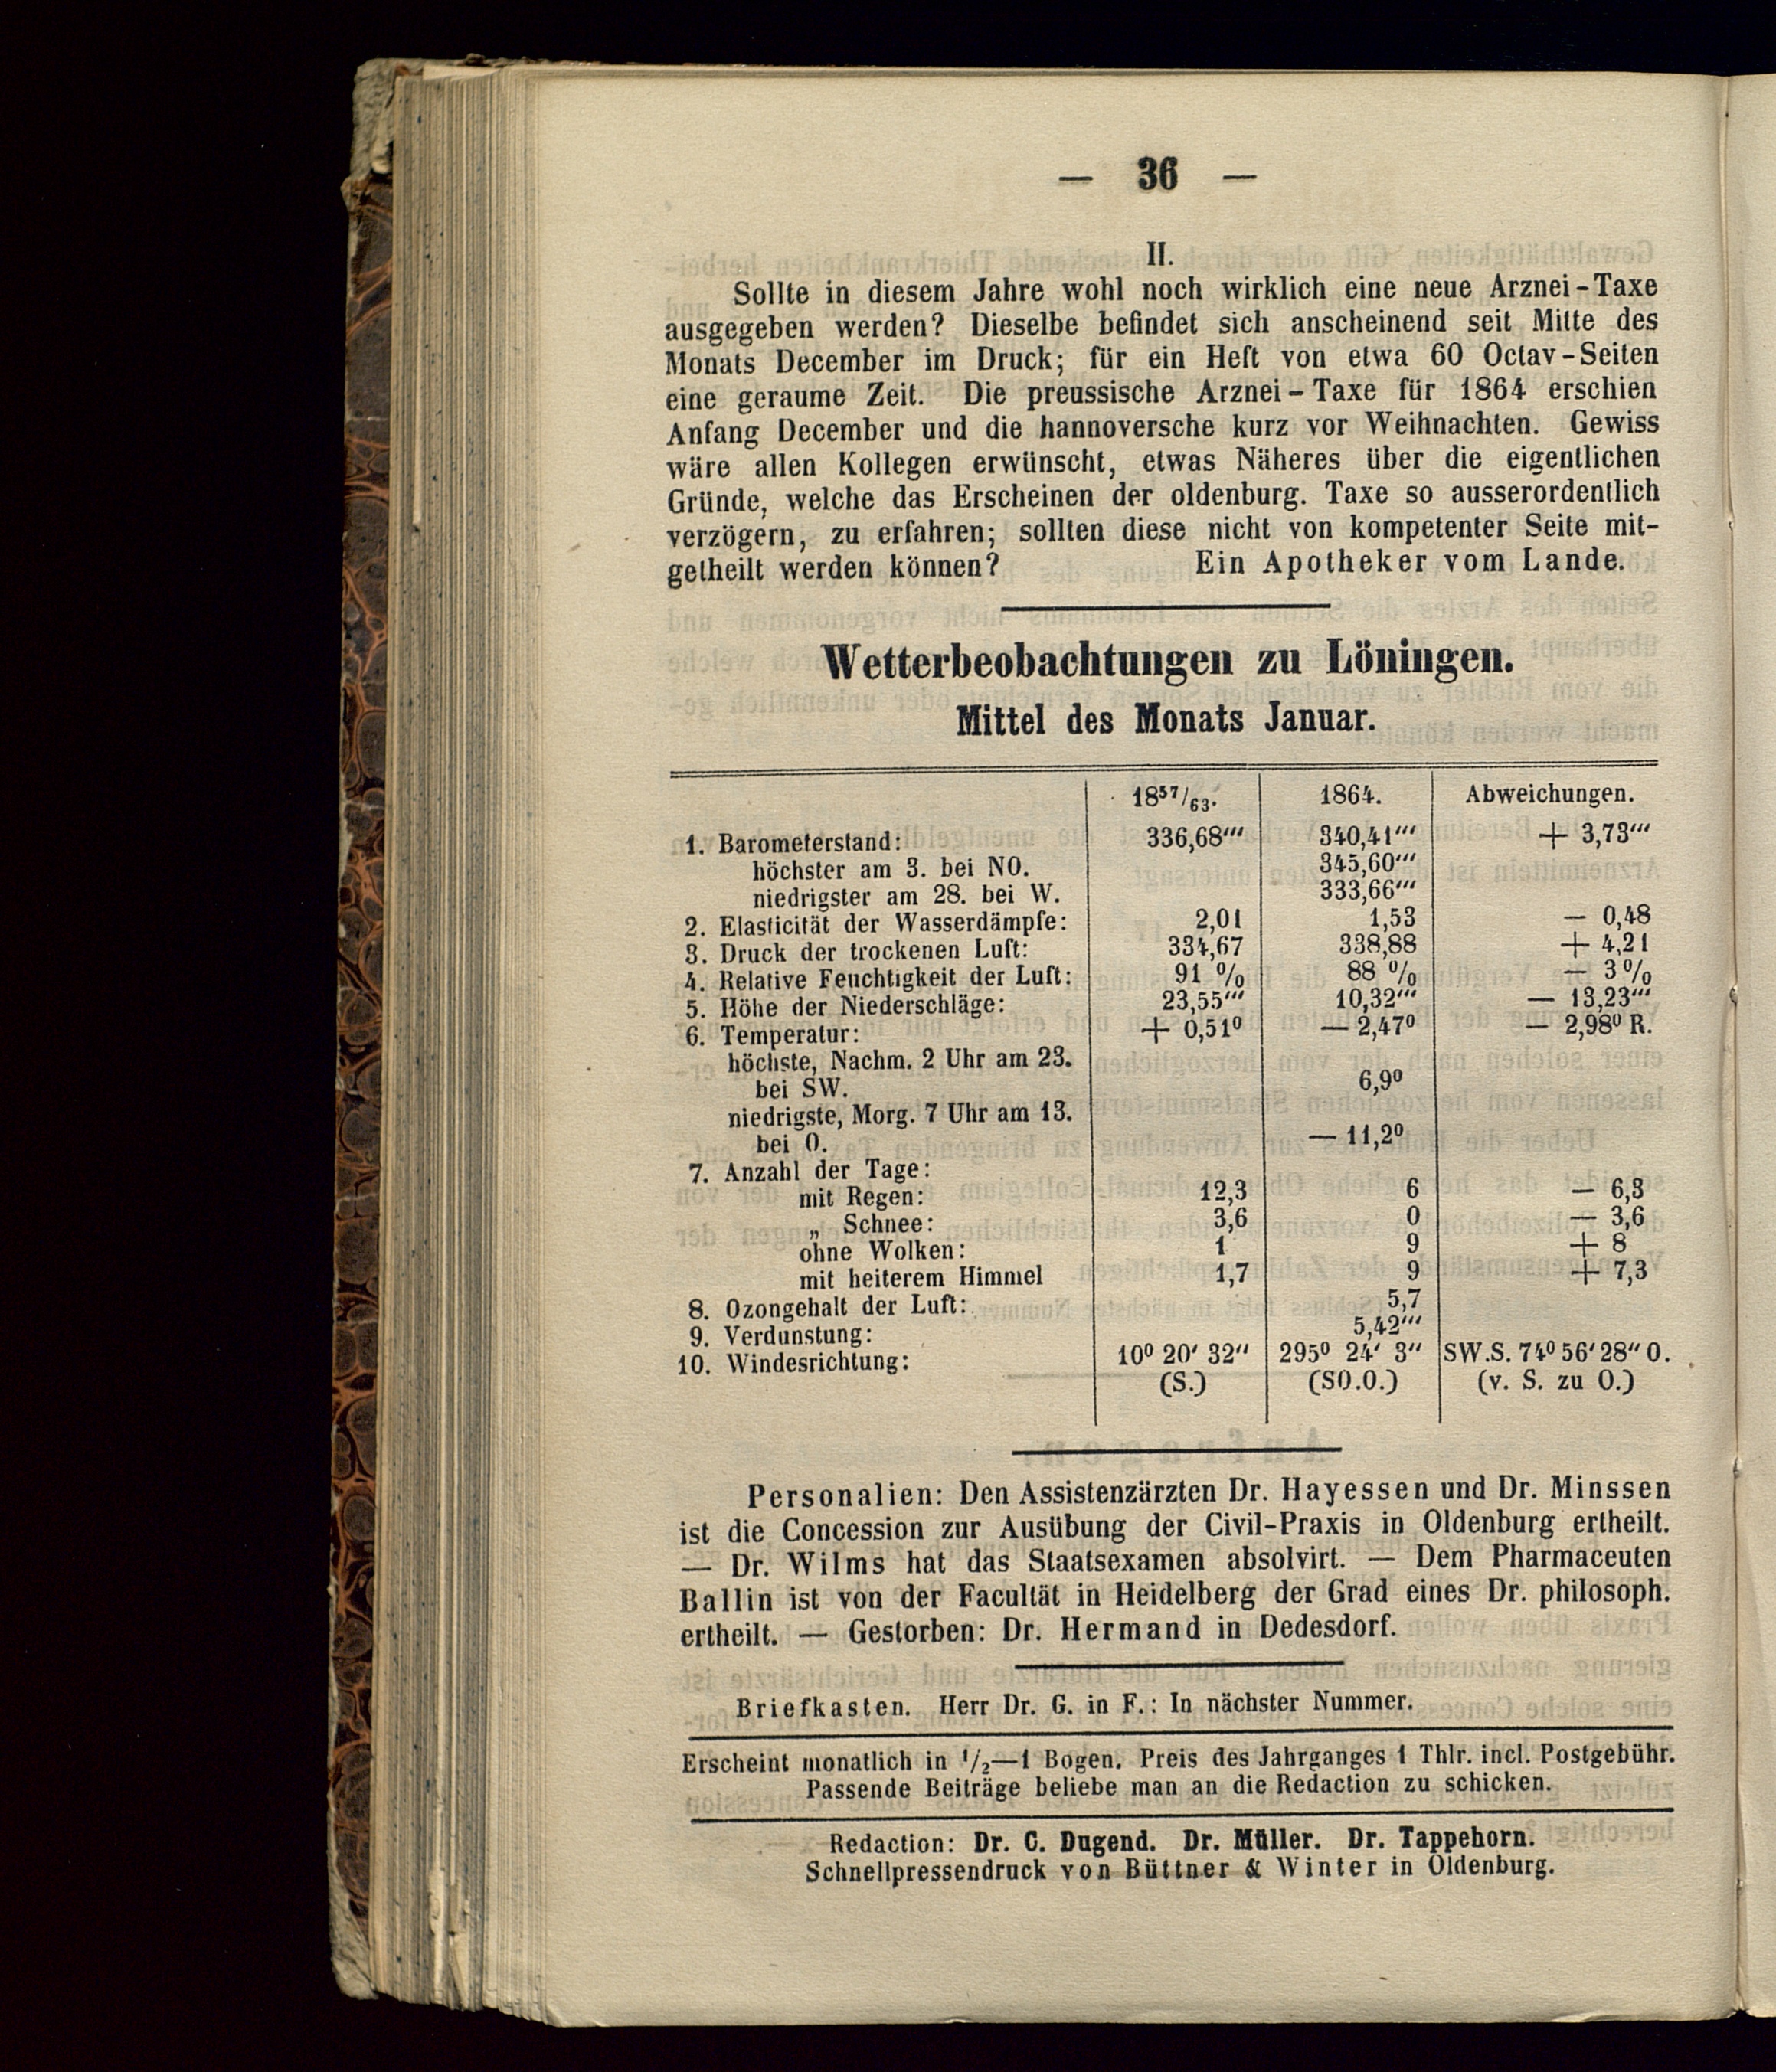 — 36 —
II.
Sollte in diesem Jahre wohl noch wirklich eine neue Arznei-Taxe
ausgegeben werden? Dieselbe befindet sich anscheinend seit Mitte des
Monats December im Druck; für ein Heft von etwa 60 Octav-Seiten
eine geraume Zeit. Die preussische Arznei-Taxe für 1864 erschien
Anfang December und die hannoversche kurz vor Weihnachten. Gewiss
wäre allen Kollegen erwünscht, etwas Näheres über die eigentlichen
Gründe, welche das Erscheinen der oldenburg. Taxe so ausserordentlich
verzögern, zu erfahren; sollten diese nicht von kompetenter Seite mit-
getheilt werden können? Ein Apotheker vom Lande.
Wetterbeobachtungen zu Löningen.
Mittel des Monats Januar.
18⁵⁷/₆₃. 1864. Abweichungen.
1. Barometerstand: 336,68‴ 340,41‴ + 3,73‴
höchster am 3. bei NO. 345,60‴
niedrigster am 28. bei W. 333,66‴
2. Elasticität der Wasserdämpfe: 2,01 1,53 — 0,48
3. Druck der trockenen Luft: 334,67 338,88 + 4,21
4. Relative Feuchtigkeit der Luft: 91 % 88 % — 3 %
5. Höhe der Niederschläge: 23,55‴ 10,32‴ — 13,23‴
6. Temperatur: + 0,51⁰ — 2,47⁰ — 2,98⁰ R.
höchste, Nachm. 2 Uhr am 23.
bei SW. 6,9⁰
niedrigste, Morg. 7 Uhr am 13.
bei O. — 11,2⁰
7. Anzahl der Tage:
mit Regen: 12,3 6 — 6,3
„ Schnee: 3,6 0 — 3,6
ohne Wolken: 1 9 + 8
mit heiterem Himmel 1,7 9 + 7,3
8. Ozongehalt der Luft: 5,7
9. Verdunstung: 5,42‴
10. Windesrichtung: 10⁰ 20′ 32″ 295⁰ 24′ 3″ SW.S. 74⁰ 56′ 28″ O.
(S.) (SO.O.) (v. S. zu O.)
Personalien: Den Assistenzärzten Dr. Hayessen und Dr. Minssen
ist die Concession zur Ausübung der Civil-Praxis in Oldenburg ertheilt.
— Dr. Wilms hat das Staatsexamen absolvirt. — Dem Pharmaceuten
Ballin ist von der Facultät in Heidelberg der Grad eines Dr. philosoph.
ertheilt. — Gestorben: Dr. Hermand in Dedesdorf.
Briefkasten. Herr Dr. G. in F.: In nächster Nummer.
Erscheint monatlich in ¹/₂—1 Bogen. Preis des Jahrganges 1 Thlr. incl. Postgebühr.
Passende Beiträge beliebe man an die Redaction zu schicken.
Redaction: Dr. C. Dugend. Dr. Müller. Dr. Tappehorn.
Schnellpressendruck von Büttner & Winter in Oldenburg.